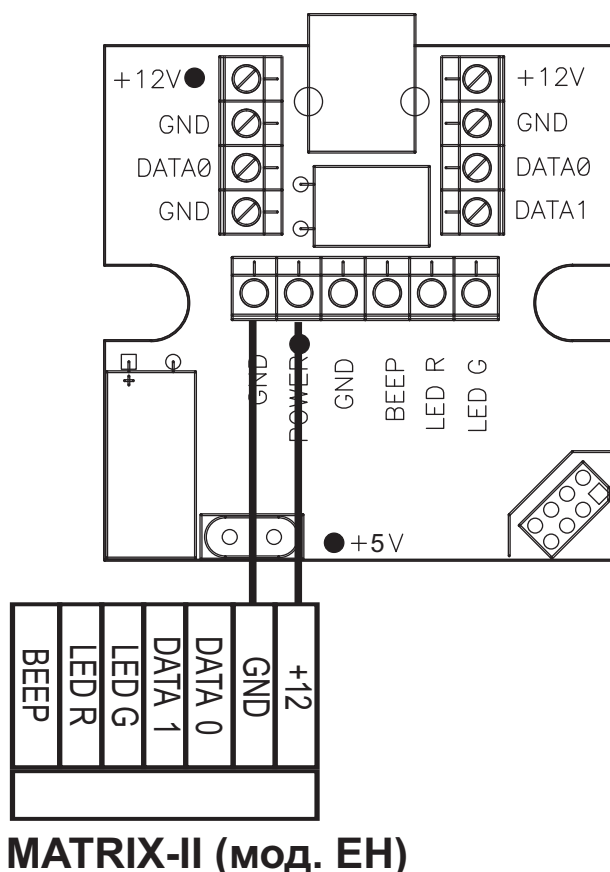 +12V
GND
DATA0
GND
+12V
GND
DATA0
DATA1
GND
POWER
GND
BEEP
LED R
LED G
+
+5V
BEEP
LED R
LED G
DATA 1
DATA 0
GND
+12
MATRIX-II (мод. EH)